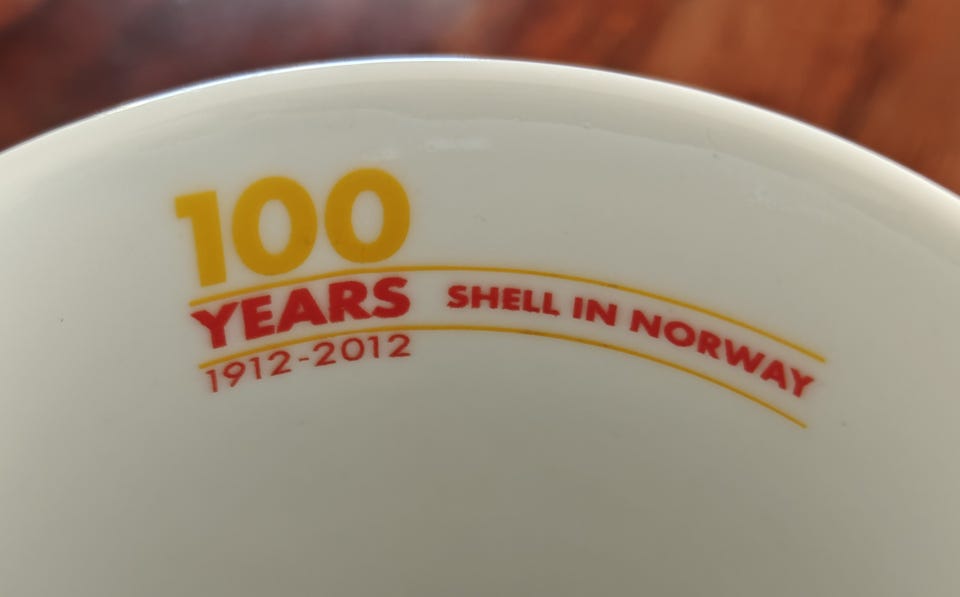 100
YEARS
1912-2012
SHELL IN NORWAY